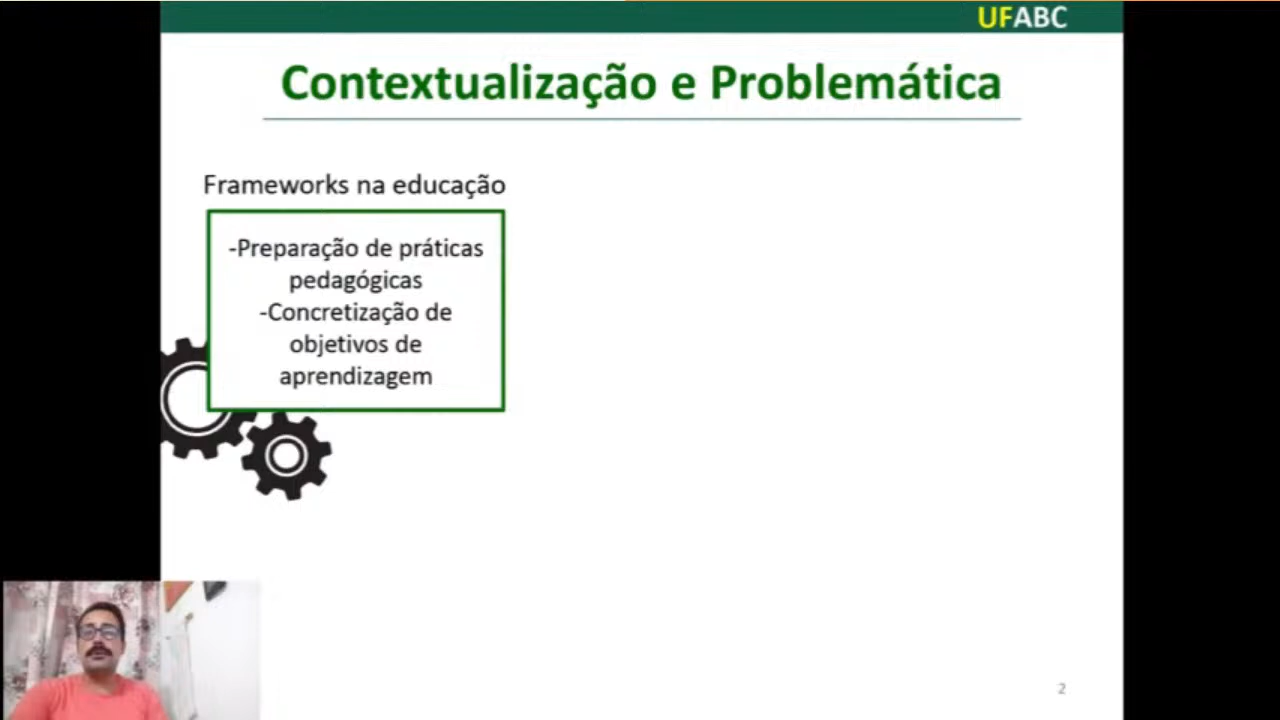 UFABC
Contextualização e Problemática
Frameworks na educação
-Preparação de práticas
pedagógicas
-Concretização de
objetivos de
aprendizagem
2